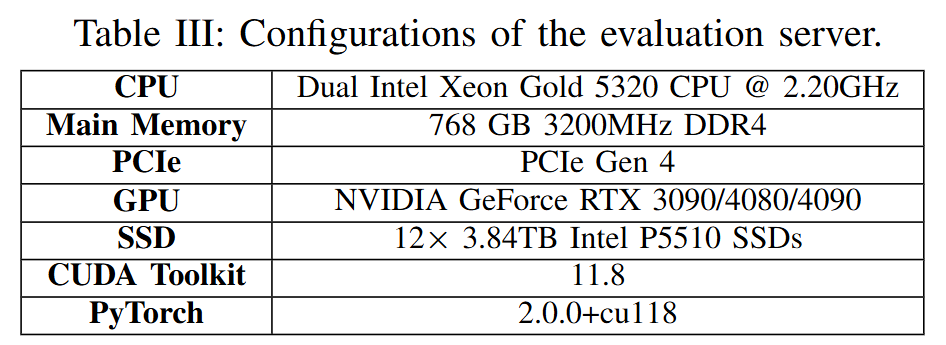 Table III: Configurations of the evaluation server.
CPU Dual Intel Xeon Gold 5320 CPU @ 2.20GHz
Main Memory 768 GB 3200MHz DDR4
PCIe PCIe Gen 4
GPU NVIDIA GeForce RTX 3090/4080/4090
SSD 12× 3.84TB Intel P5510 SSDs
CUDA Toolkit 11.8
PyTorch 2.0.0+cu118